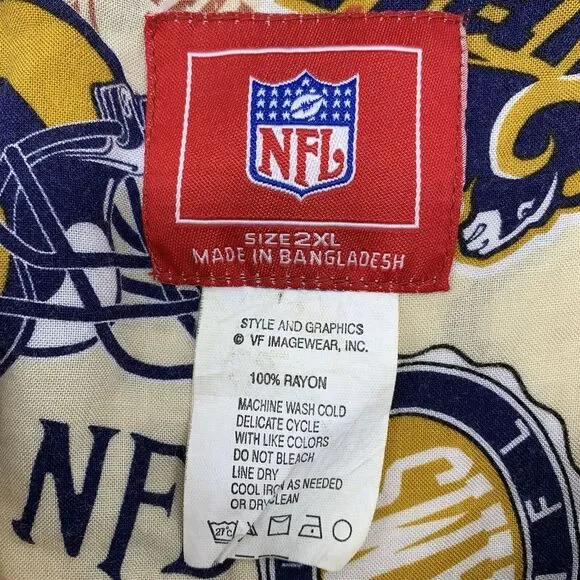 NFL
SIZE 2XL
MADE IN BANGLADESH
STYLE AND GRAPHICS
© VF IMAGEWEAR, INC.
100% RAYON
MACHINE WASH COLD
DELICATE CYCLE
WITH LIKE COLORS
DO NOT BLEACH
LINE DRY
COOL IRON AS NEEDED
OR DRY CLEAN
NFL
F L